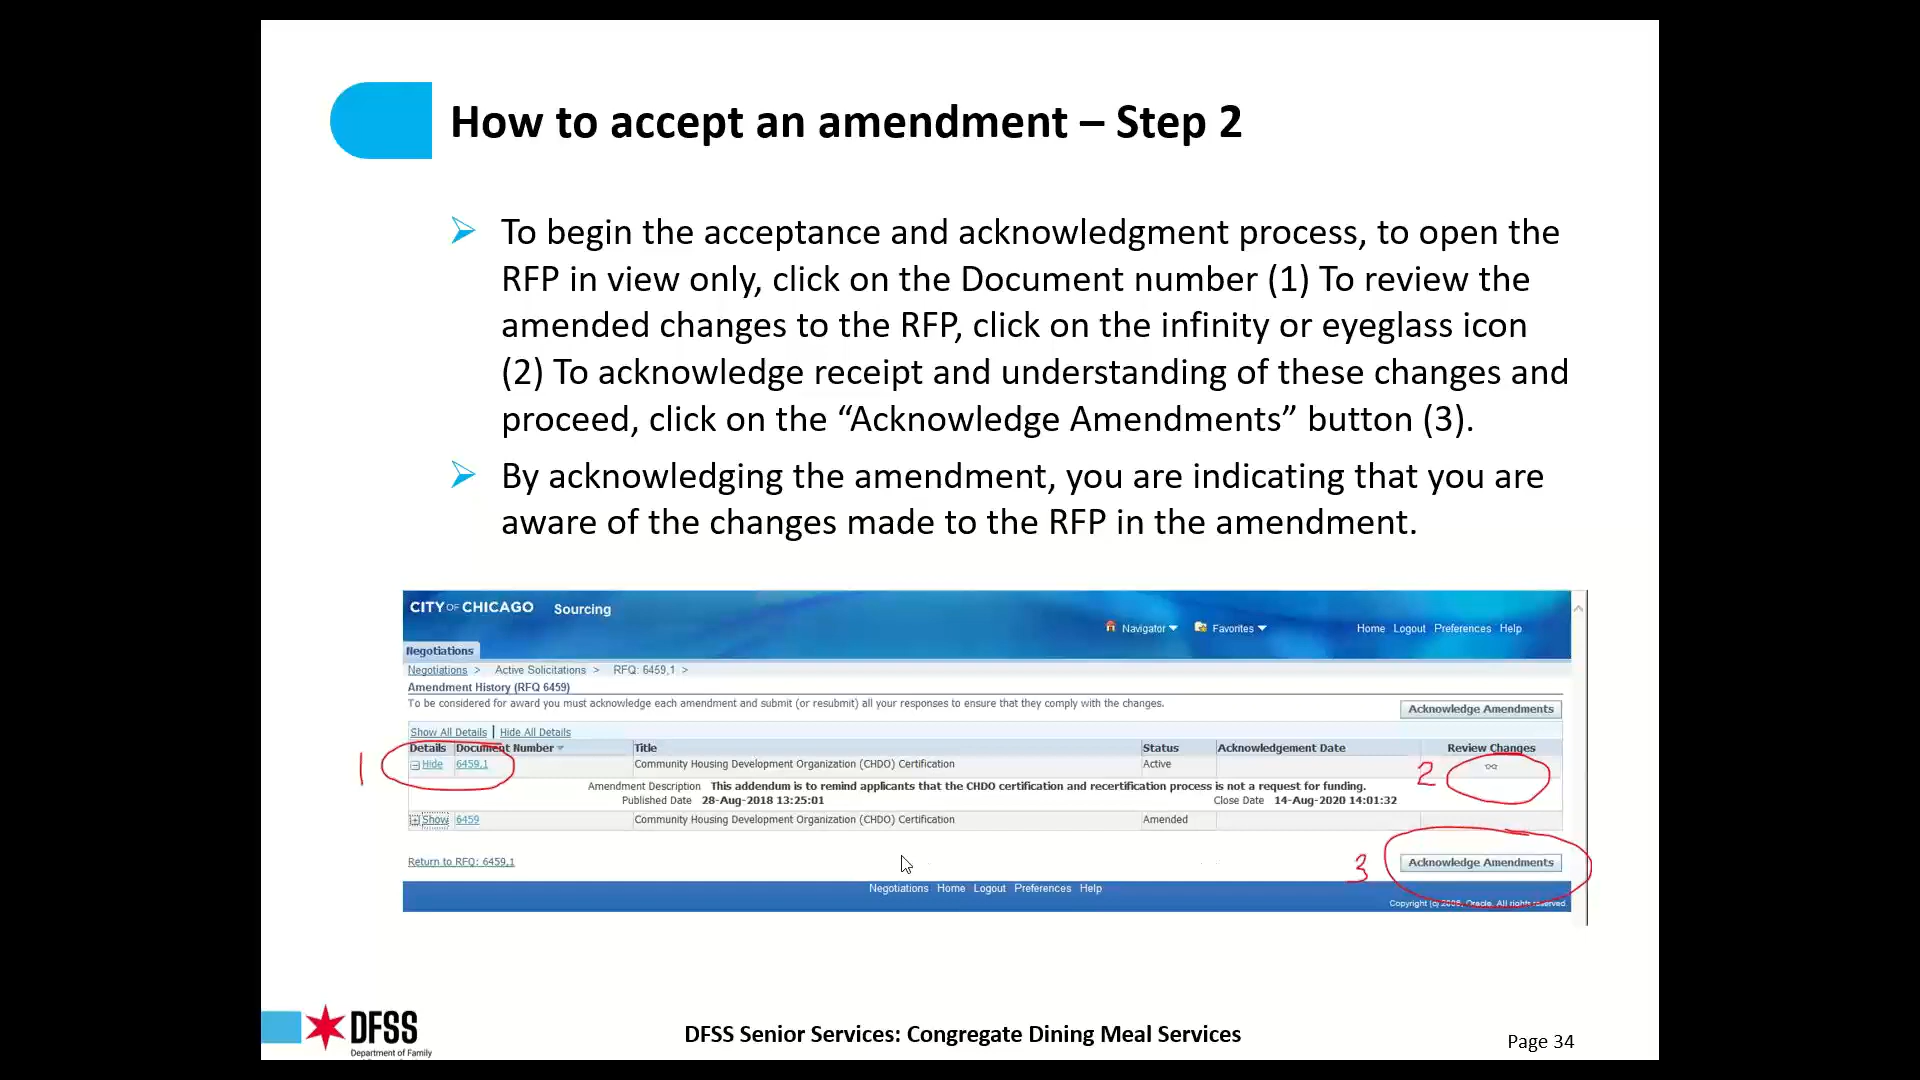 How to accept an amendment – Step 2
To begin the acceptance and acknowledgment process, to open the
RFP in view only, click on the Document number (1) To review the
amended changes to the RFP, click on the infinity or eyeglass icon
(2) To acknowledge receipt and understanding of these changes and
proceed, click on the “Acknowledge Amendments” button (3).
By acknowledging the amendment, you are indicating that you are
aware of the changes made to the RFP in the amendment.
CITY OF CHICAGO Sourcing
Navigator Favorites Home Logout Preferences Help
Negotiations
Negotiations > Active Solicitations > RFQ: 6459,1 >
Amendment History (RFQ 6459)
To be considered for award you must acknowledge each amendment and submit (or resubmit) all your responses to ensure that they comply with the changes.
Acknowledge Amendments
Show All Details | Hide All Details
Details Document Number Title Status Acknowledgement Date Review Changes
1 Hide 6459,1 Community Housing Development Organization (CHDO) Certification Active 2
Amendment Description This addendum is to remind applicants that the CHDO certification and recertification process is not a request for funding.
Published Date 28-Aug-2018 13:25:01 Close Date 14-Aug-2020 14:01:32
Show 6459 Community Housing Development Organization (CHDO) Certification Amended
Return to RFQ: 6459,1 3 Acknowledge Amendments
Negotiations Home Logout Preferences Help
Copyright (c) 2006, Oracle. All rights reserved.
DFSS
Department of Family
DFSS Senior Services: Congregate Dining Meal Services
Page 34